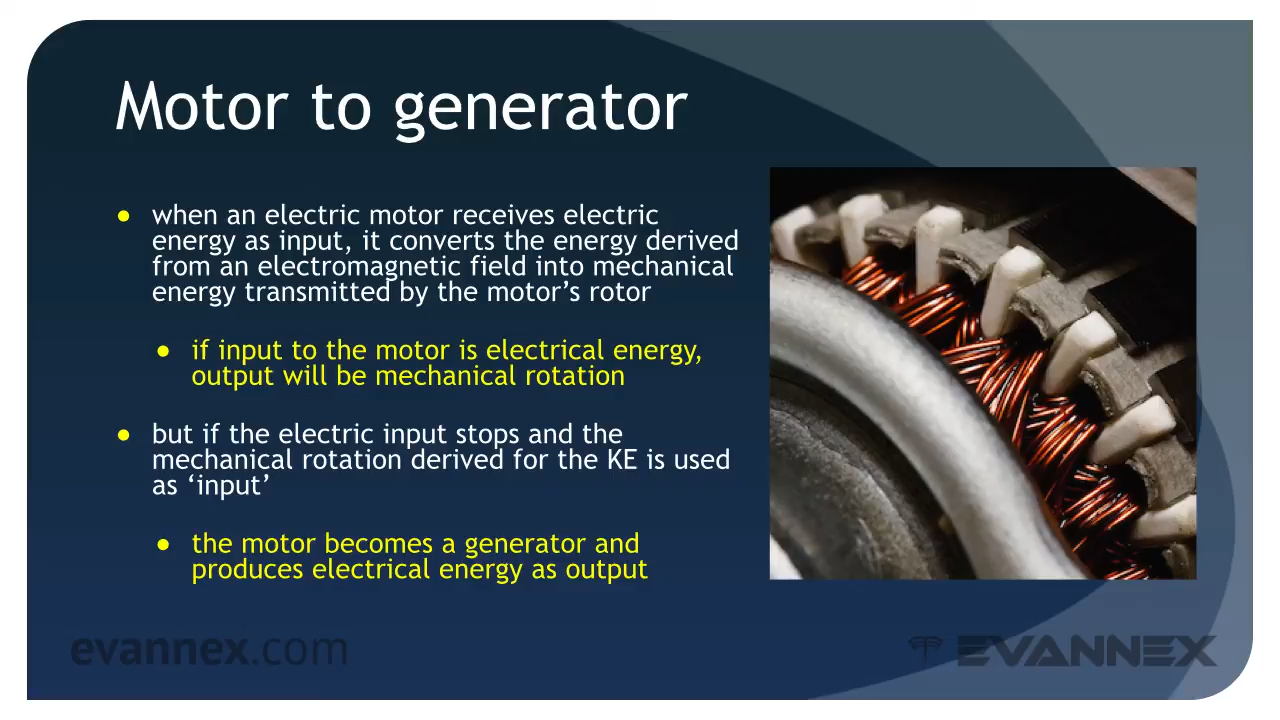 Motor to generator
● when an electric motor receives electric
energy as input, it converts the energy derived
from an electromagnetic field into mechanical
energy transmitted by the motor’s rotor
● if input to the motor is electrical energy,
output will be mechanical rotation
● but if the electric input stops and the
mechanical rotation derived for the KE is used
as ‘input’
● the motor becomes a generator and
produces electrical energy as output
evannex.com
EVANNEX